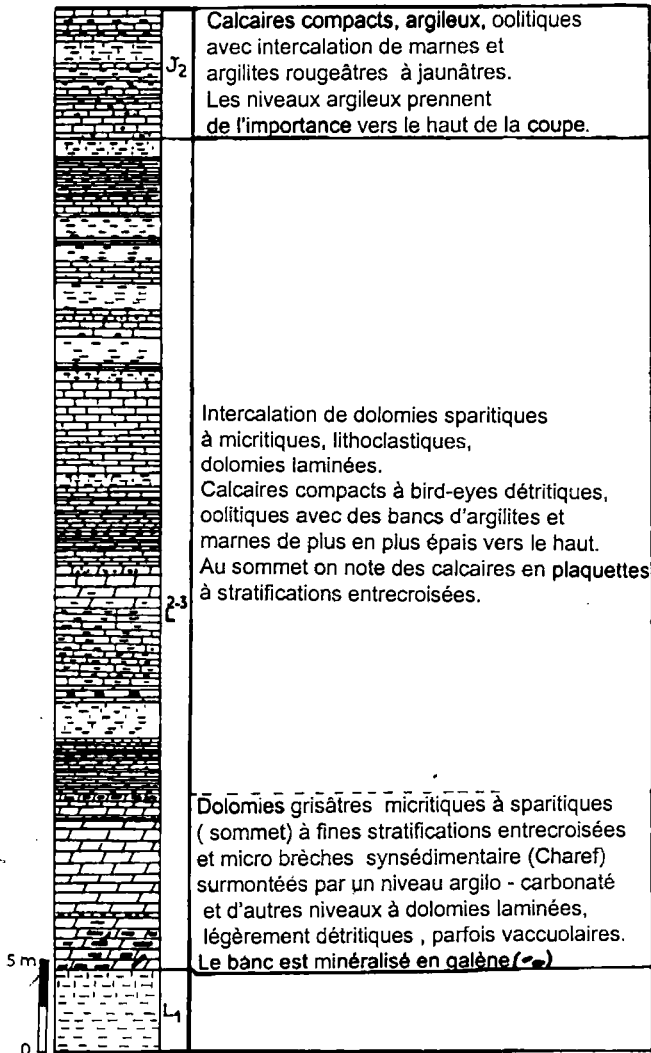 J2
Calcaires compacts, argileux, oolitiques
avec intercalation de marnes et
argilites rougeâtres à jaunâtres.
Les niveaux argileux prennent
de l'importance vers le haut de la coupe.
Intercalation de dolomies sparitiques
à micritiques, lithoclastiques,
dolomies laminées.
Calcaires compacts à bird-eyes détritiques,
oolitiques avec des bancs d'argilites et
marnes de plus en plus épais vers le haut.
Au sommet on note des calcaires en plaquettes
à stratifications entrecroisées.
L2-3
Dolomies grisâtres micritiques à sparitiques
( sommet) à fines stratifications entrecroisées
et micro brèches synsédimentaire (Charef)
surmontéés par un niveau argilo - carbonaté
et d'autres niveaux à dolomies laminées,
légèrement détritiques , parfois vaccuolaires.
Le banc est minéralisé en galène ( )
5 m
L1
0